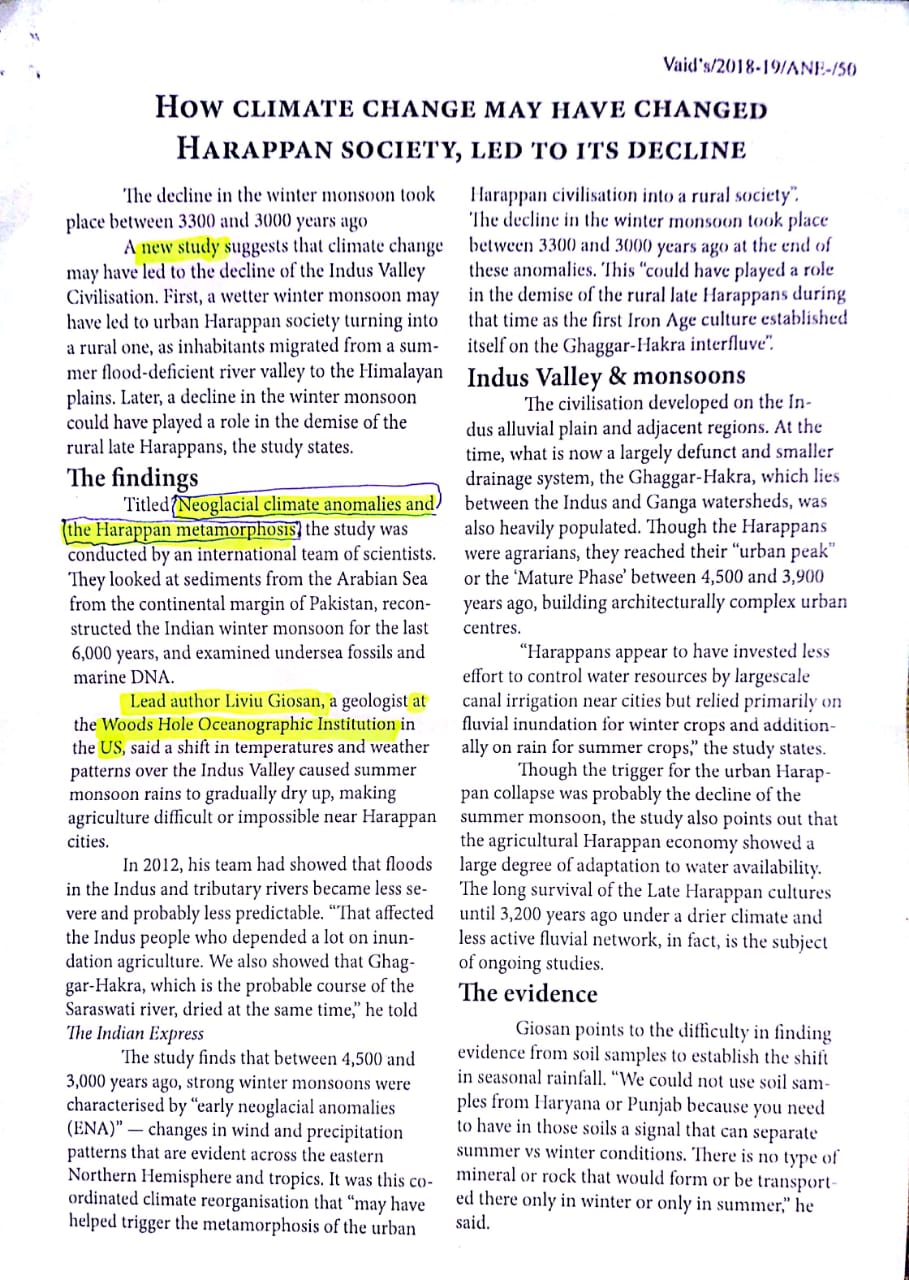 Vaid's/2018-19/ANE-/50
HOW CLIMATE CHANGE MAY HAVE CHANGED
HARAPPAN SOCIETY, LED TO ITS DECLINE
The decline in the winter monsoon took
place between 3300 and 3000 years ago
A new study suggests that climate change
may have led to the decline of the Indus Valley
Civilisation. First, a wetter winter monsoon may
have led to urban Harappan society turning into
a rural one, as inhabitants migrated from a sum-
mer flood-deficient river valley to the Himalayan
plains. Later, a decline in the winter monsoon
could have played a role in the demise of the
rural late Harappans, the study states.
The findings
Titled 'Neoglacial climate anomalies and
the Harappan metamorphosis', the study was
conducted by an international team of scientists.
They looked at sediments from the Arabian Sea
from the continental margin of Pakistan, recon-
structed the Indian winter monsoon for the last
6,000 years, and examined undersea fossils and
marine DNA.
Lead author Liviu Giosan, a geologist at
the Woods Hole Oceanographic Institution in
the US, said a shift in temperatures and weather
patterns over the Indus Valley caused summer
monsoon rains to gradually dry up, making
agriculture difficult or impossible near Harappan
cities.
In 2012, his team had showed that floods
in the Indus and tributary rivers became less se-
vere and probably less predictable. "That affected
the Indus people who depended a lot on inun-
dation agriculture. We also showed that Ghag-
gar-Hakra, which is the probable course of the
Saraswati river, dried at the same time," he told
The Indian Express
The study finds that between 4,500 and
3,000 years ago, strong winter monsoons were
characterised by "early neoglacial anomalies
(ENA)" — changes in wind and precipitation
patterns that are evident across the eastern
Northern Hemisphere and tropics. It was this co-
ordinated climate reorganisation that "may have
helped trigger the metamorphosis of the urban
Harappan civilisation into a rural society".
The decline in the winter monsoon took place
between 3300 and 3000 years ago at the end of
these anomalies. This "could have played a role
in the demise of the rural late Harappans during
that time as the first Iron Age culture established
itself on the Ghaggar-Hakra interfluve".
Indus Valley & monsoons
The civilisation developed on the In-
dus alluvial plain and adjacent regions. At the
time, what is now a largely defunct and smaller
drainage system, the Ghaggar-Hakra, which lies
between the Indus and Ganga watersheds, was
also heavily populated. Though the Harappans
were agrarians, they reached their "urban peak"
or the 'Mature Phase' between 4,500 and 3,900
years ago, building architecturally complex urban
centres.
"Harappans appear to have invested less
effort to control water resources by largescale
canal irrigation near cities but relied primarily on
fluvial inundation for winter crops and addition-
ally on rain for summer crops," the study states.
Though the trigger for the urban Harap-
pan collapse was probably the decline of the
summer monsoon, the study also points out that
the agricultural Harappan economy showed a
large degree of adaptation to water availability.
The long survival of the Late Harappan cultures
until 3,200 years ago under a drier climate and
less active fluvial network, in fact, is the subject
of ongoing studies.
The evidence
Giosan points to the difficulty in finding
evidence from soil samples to establish the shift
in seasonal rainfall. "We could not use soil sam-
ples from Haryana or Punjab because you need
to have in those soils a signal that can separate
summer vs winter conditions. There is no type of
mineral or rock that would form or be transport-
ed there only in winter or only in summer," he
said.